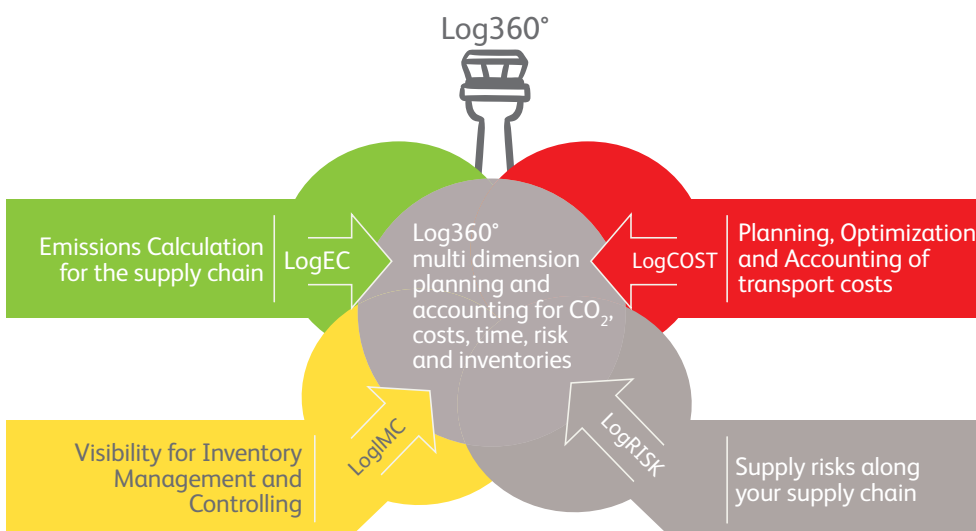 Log360°
Emissions Calculation
for the supply chain
LogEC
Log360°
multi dimension
planning and
accounting for CO₂,
costs, time, risk
and inventories
LogCOST
Planning, Optimization
and Accounting of
transport costs
Visibility for Inventory
Management and
Controlling
LogIMC
LogRISK
Supply risks along
your supply chain